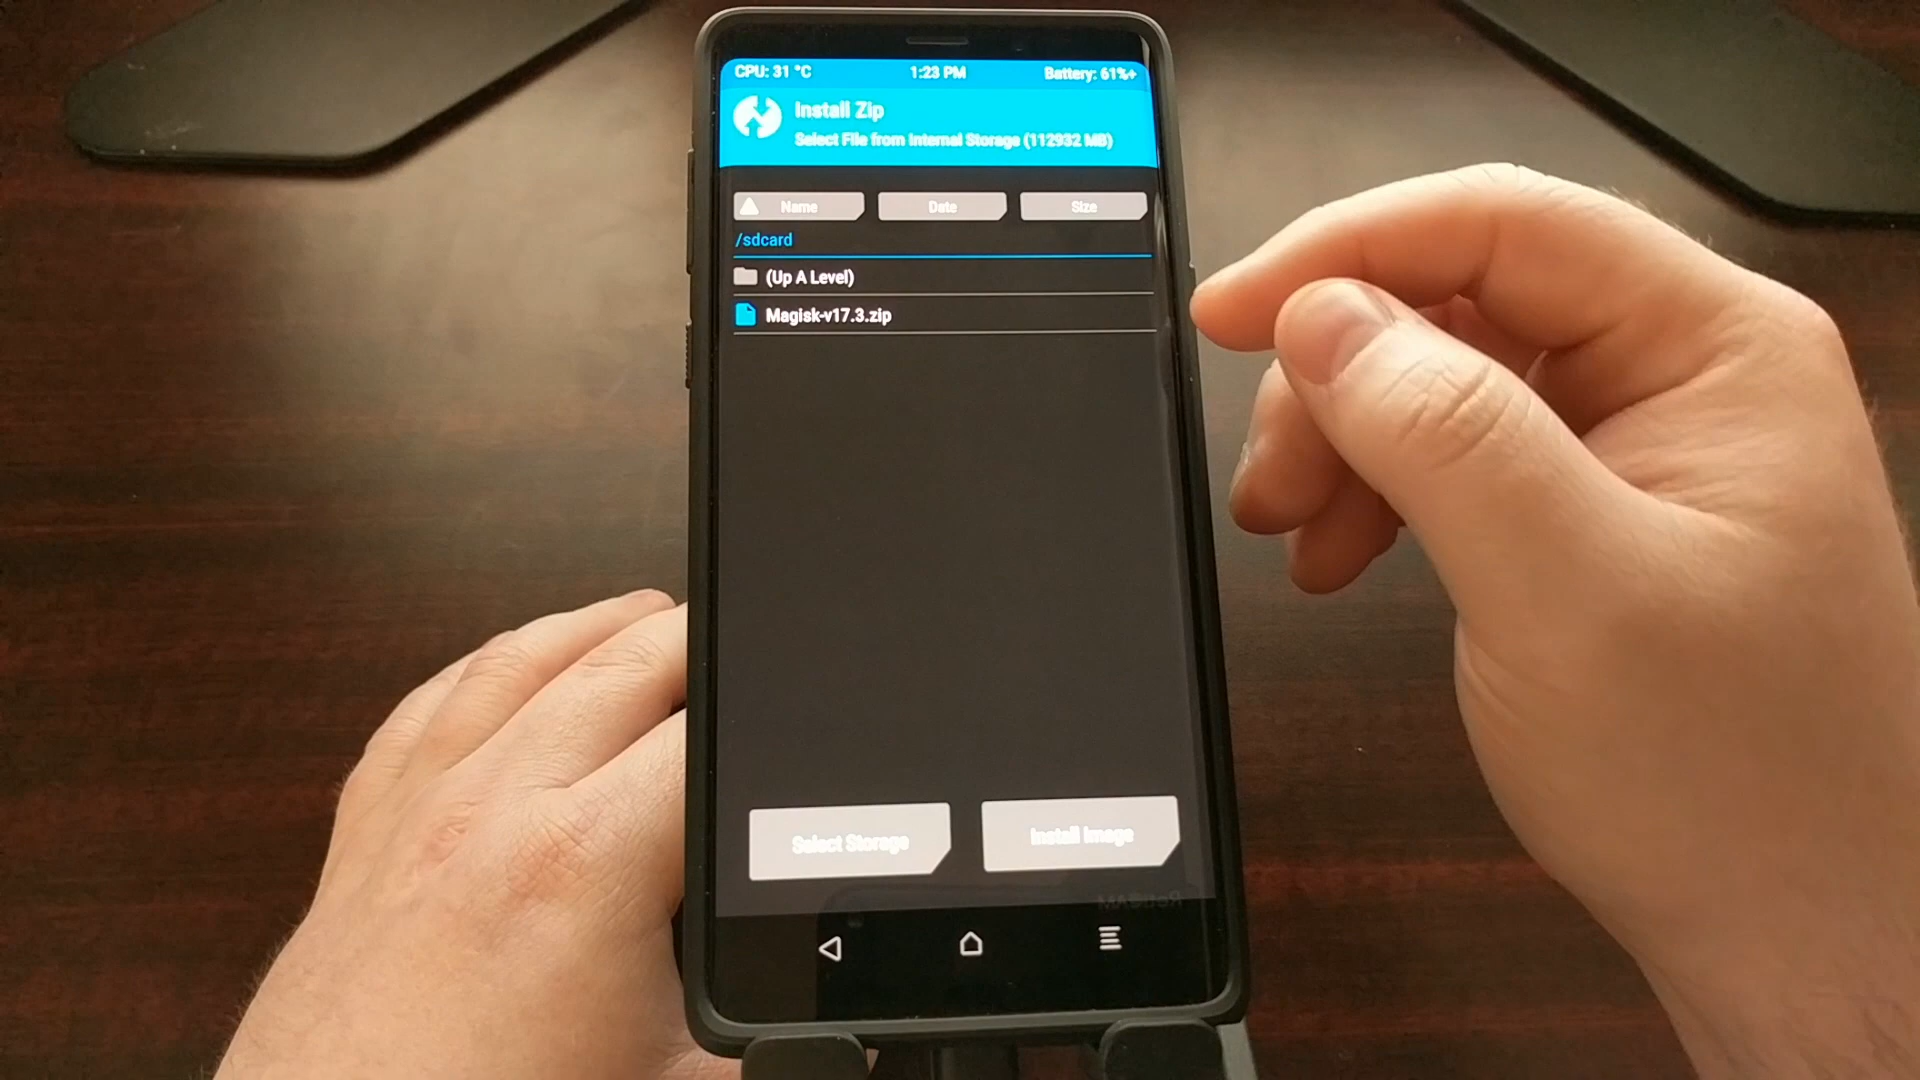 CPU: 31 °C 1:23 PM Battery: 61%+
Install Zip
Select File from Internal Storage (112932 MB)
Name Date Size
/sdcard
(Up A Level)
Magisk-v17.3.zip
Select Storage Install Image